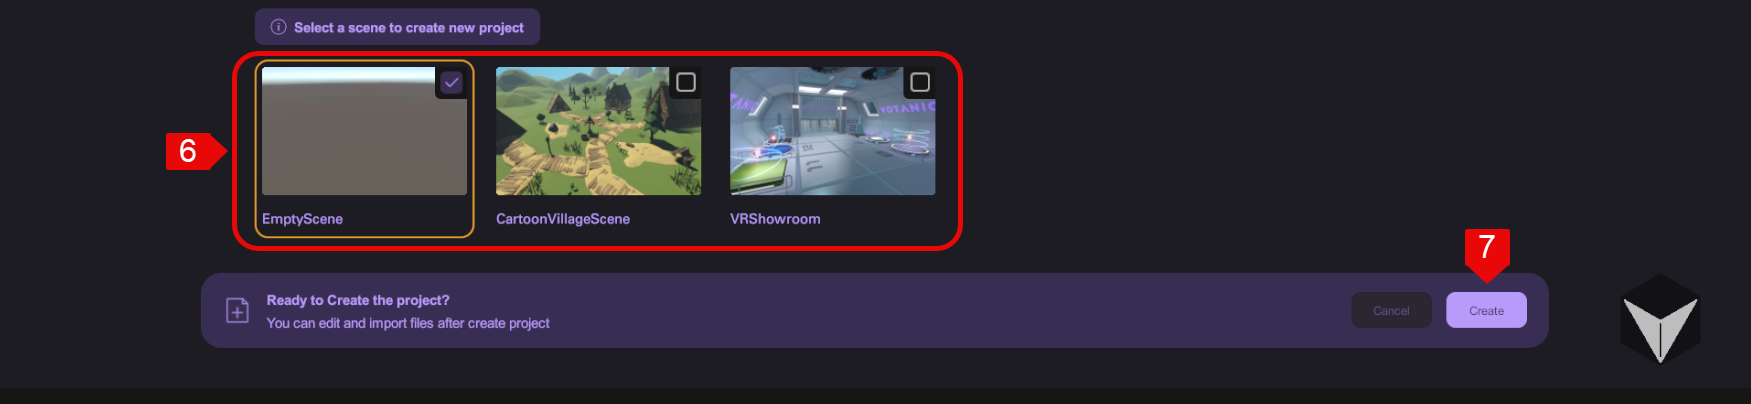 Select a scene to create new project
6
VOTANIC
EmptyScene
CartoonVillageScene
VRShowroom
7
Ready to Create the project?
You can edit and import files after create project
Cancel
Create